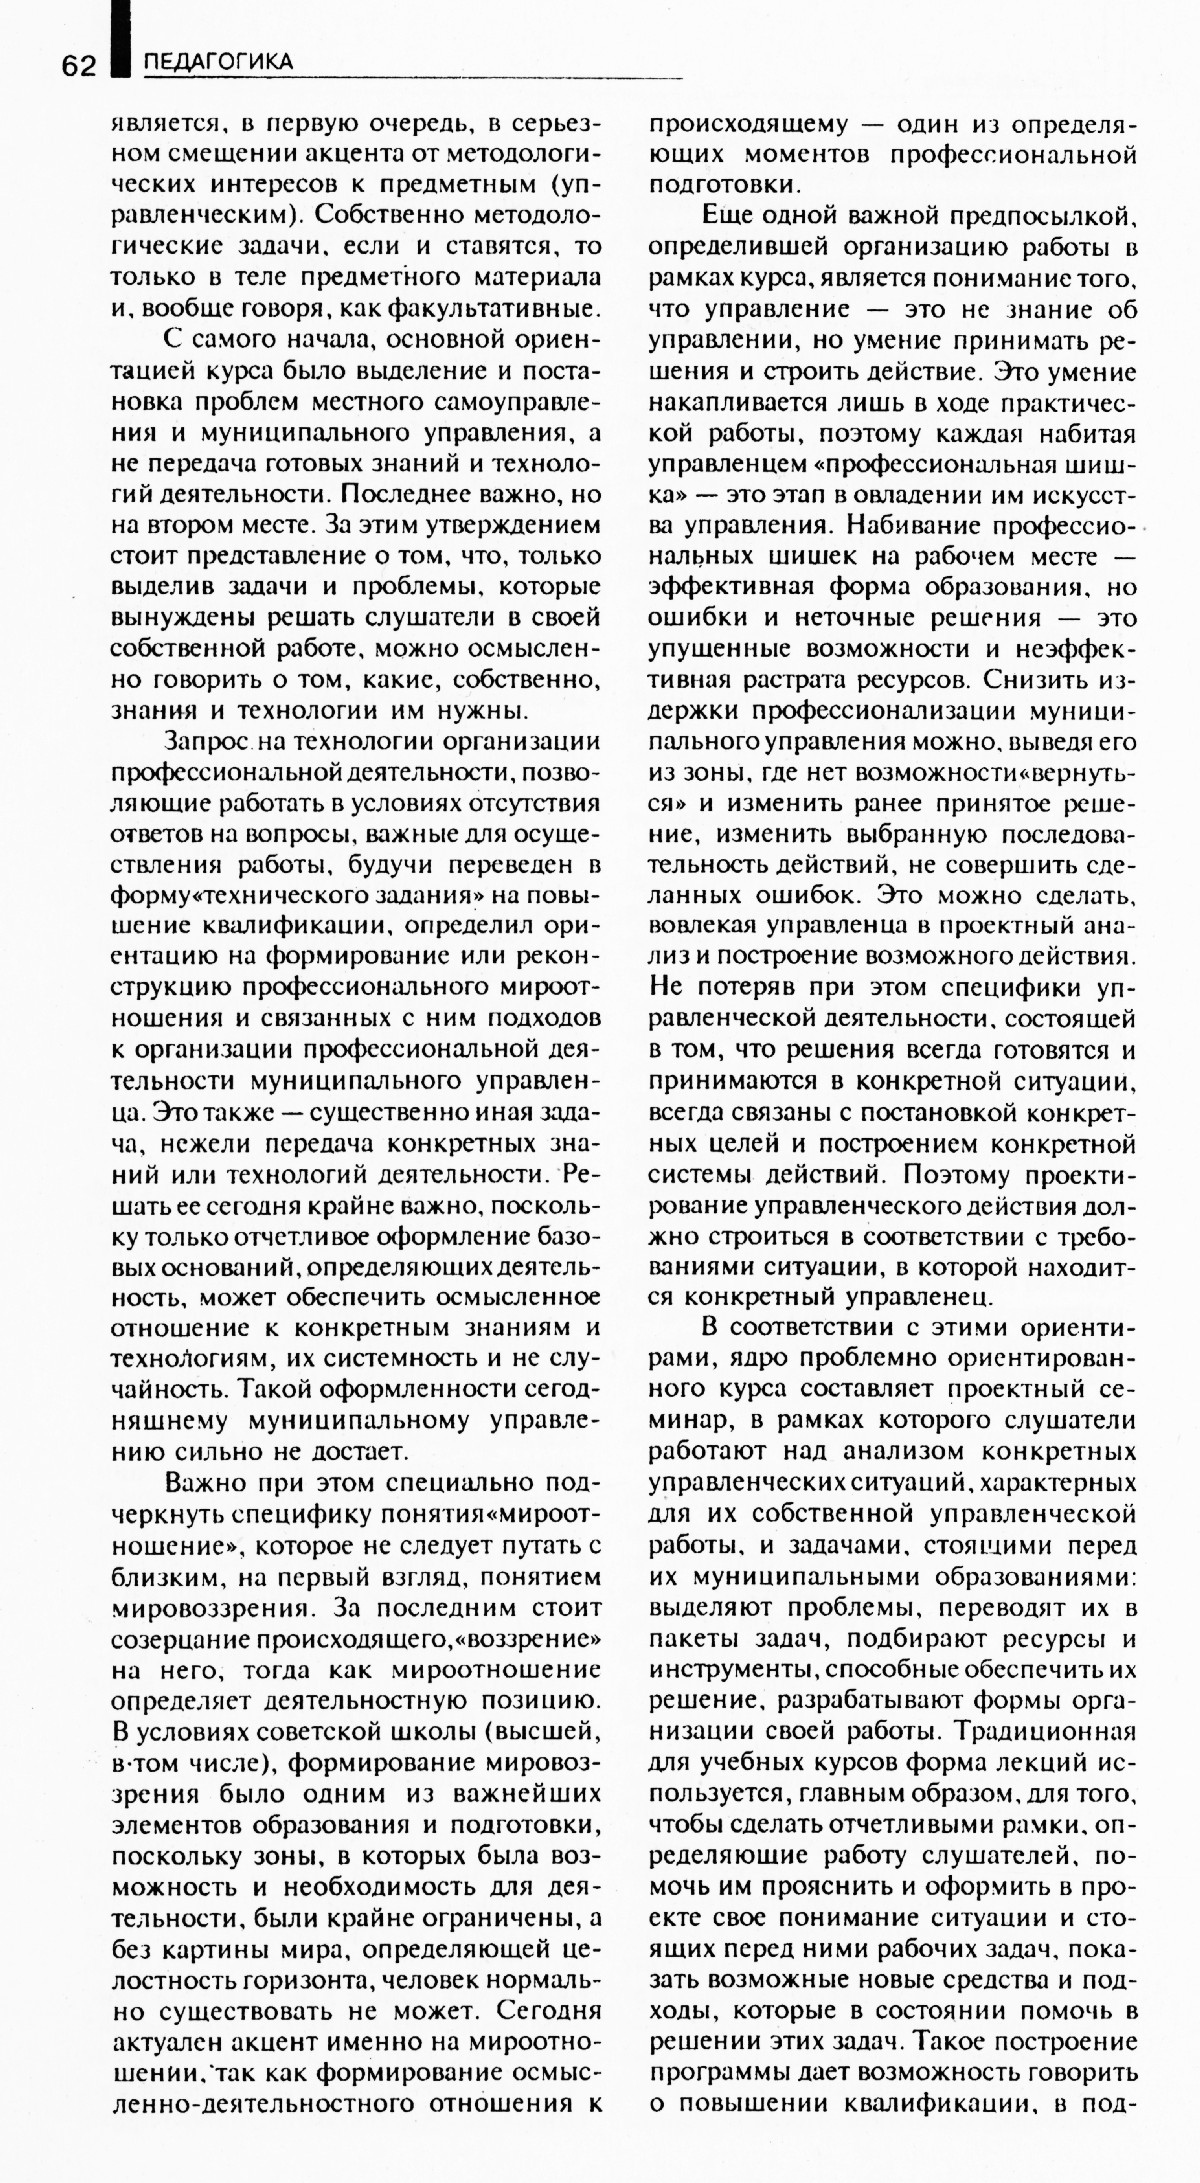 62
ПЕДАГОГИКА
является, в первую очередь, в серьез-
ном смещении акцента от методологи-
ческих интересов к предметным (уп-
равленческим). Собственно методоло-
гические задачи, если и ставятся, то
только в теле предметного материала
и, вообще говоря, как факультативные.
С самого начала, основной ориен-
тацией курса было выделение и поста-
новка проблем местного самоуправле-
ния и муниципального управления, а
не передача готовых знаний и техноло-
гий деятельности. Последнее важно, но
на втором месте. За этим утверждением
стоит представление о том, что, только
выделив задачи и проблемы, которые
вынуждены решать слушатели в своей
собственной работе, можно осмыслен-
но говорить о том, какие, собственно,
знания и технологии им нужны.
Запрос на технологии организации
профессиональной деятельности, позво-
ляющие работать в условиях отсутствия
ответов на вопросы, важные для осуще-
ствления работы, будучи переведен в
форму«технического задания» на повы-
шение квалификации, определил ори-
ентацию на формирование или рекон-
струкцию профессионального мироот-
ношения и связанных с ним подходов
к организации профессиональной дея-
тельности муниципального управлен-
ца. Это также — существенно иная зада-
ча, нежели передача конкретных зна-
ний или технологий деятельности. Ре-
шать ее сегодня крайне важно, посколь-
ку только отчетливое оформление базо-
вых оснований, определяющих деятель-
ность, может обеспечить осмысленное
отношение к конкретным знаниям и
технологиям, их системность и не слу-
чайность. Такой оформленности сегод-
няшнему муниципальному управле-
нию сильно не достает.
Важно при этом специально под-
черкнуть специфику понятия«мироот-
ношение», которое не следует путать с
близким, на первый взгляд, понятием
мировоззрения. За последним стоит
созерцание происходящего,«воззрение»
на него, тогда как мироотношение
определяет деятельностную позицию.
В условиях советской школы (высшей,
в том числе), формирование мировоз-
зрения было одним из важнейших
элементов образования и подготовки,
поскольку зоны, в которых была воз-
можность и необходимость для дея-
тельности, были крайне ограничены, а
без картины мира, определяющей це-
лостность горизонта, человек нормаль-
но существовать не может. Сегодня
актуален акцент именно на мироотно-
шении, так как формирование осмыс-
ленно-деятельностного отношения к
происходящему — один из определя-
ющих моментов профессиональной
подготовки.
Еще одной важной предпосылкой,
определившей организацию работы в
рамках курса, является понимание того,
что управление — это не знание об
управлении, но умение принимать ре-
шения и строить действие. Это умение
накапливается лишь в ходе практичес-
кой работы, поэтому каждая набитая
управленцем «профессиональная шиш-
ка» — это этап в овладении им искусст-
ва управления. Набивание профессио-
нальных шишек на рабочем месте —
эффективная форма образования, но
ошибки и неточные решения — это
упущенные возможности и неэффек-
тивная растрата ресурсов. Снизить из-
держки профессионализации муници-
пального управления можно, выведя его
из зоны, где нет возможности«вернуть-
ся» и изменить ранее принятое реше-
ние, изменить выбранную последова-
тельность действий, не совершить сде-
ланных ошибок. Это можно сделать,
вовлекая управленца в проектный ана-
лиз и построение возможного действия.
Не потеряв при этом специфики уп-
равленческой деятельности, состоящей
в том, что решения всегда готовятся и
принимаются в конкретной ситуации,
всегда связаны с постановкой конкрет-
ных целей и построением конкретной
системы действий. Поэтому проекти-
рование управленческого действия дол-
жно строиться в соответствии с требо-
ваниями ситуации, в которой находит-
ся конкретный управленец.
В соответствии с этими ориенти-
рами, ядро проблемно ориентирован-
ного курса составляет проектный се-
минар, в рамках которого слушатели
работают над анализом конкретных
управленческих ситуаций, характерных
для их собственной управленческой
работы, и задачами, стоящими перед
их муниципальными образованиями:
выделяют проблемы, переводят их в
пакеты задач, подбирают ресурсы и
инструменты, способные обеспечить их
решение, разрабатывают формы орга-
низации своей работы. Традиционная
для учебных курсов форма лекций ис-
пользуется, главным образом, для того,
чтобы сделать отчетливыми рамки, оп-
ределяющие работу слушателей, по-
мочь им прояснить и оформить в про-
екте свое понимание ситуации и сто-
ящих перед ними рабочих задач, пока-
зать возможные новые средства и под-
ходы, которые в состоянии помочь в
решении этих задач. Такое построение
программы дает возможность говорить
о повышении квалификации, в под-